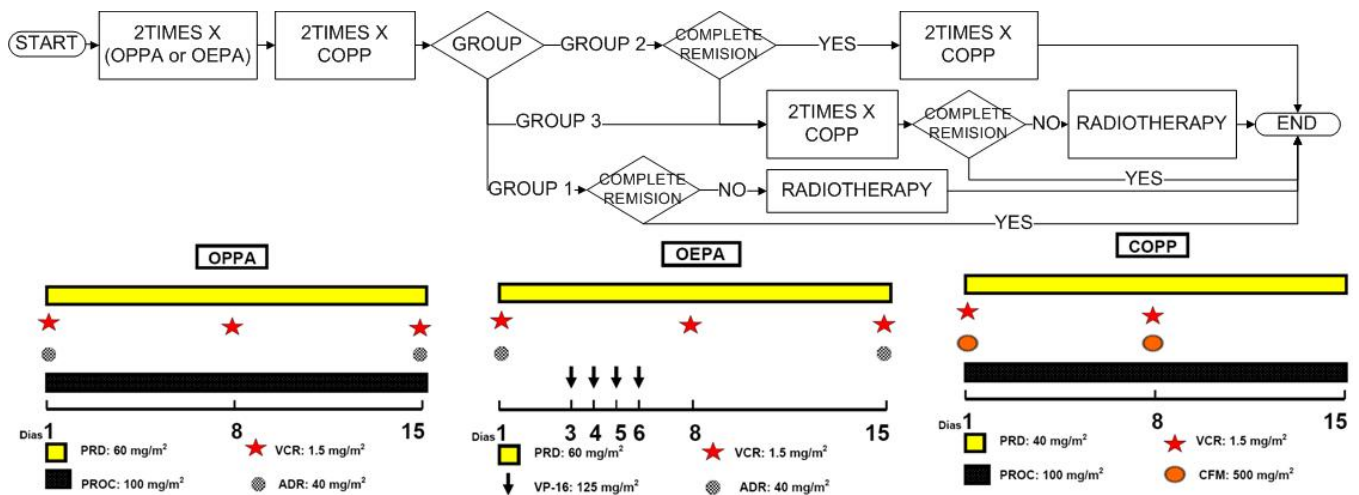 START
2TIMES X
(OPPA or OEPA)
2TIMES X
COPP
GROUP
GROUP 2
COMPLETE
REMISION
YES
2TIMES X
COPP
GROUP 3
2TIMES X
COPP
COMPLETE
REMISION
NO
RADIOTHERAPY
END
YES
GROUP 1
COMPLETE
REMISION
NO
RADIOTHERAPY
YES
OPPA
Dias 1 8 15
PRD: 60 mg/m²
VCR: 1.5 mg/m²
PROC: 100 mg/m²
ADR: 40 mg/m²
OEPA
1 3 4 5 6 8 15
PRD: 60 mg/m²
VCR: 1.5 mg/m²
VP-16: 125 mg/m²
ADR: 40 mg/m²
COPP
Dias 1 8 15
PRD: 40 mg/m²
VCR: 1.5 mg/m²
PROC: 100 mg/m²
CFM: 500 mg/m²